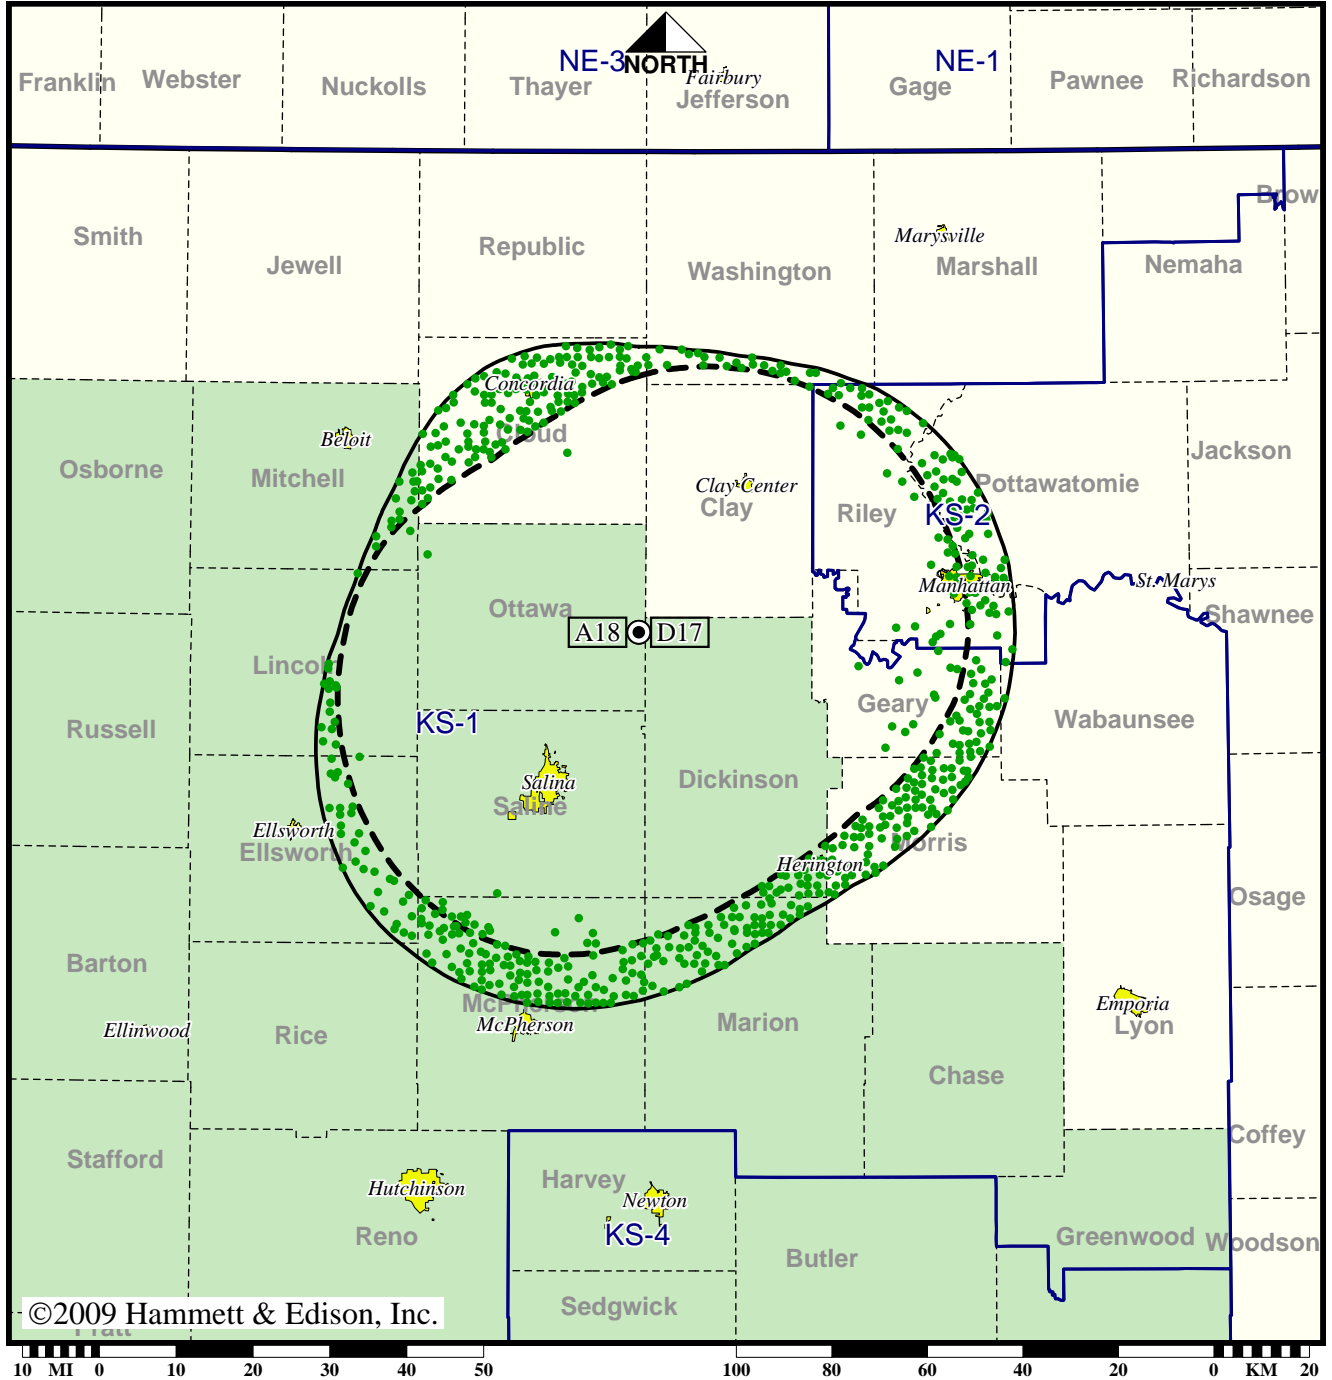 NE-3
NORTH
NE-1
Fairbury
Franklin
Webster
Nuckolls
Thayer
Jefferson
Gage
Pawnee
Richardson
Brow
Smith
Jewell
Republic
Washington
Marysville
Marshall
Nemaha
Concordia
Cloud
Beloit
Osborne
Mitchell
Clay Center
Clay
Riley
KS-2
Pottawatomie
Jackson
Manhattan
St. Marys
Shawnee
Ottawa
A18
D17
Lincoln
Russell
KS-1
Geary
Wabaunsee
Salina
Saline
Dickinson
Ellsworth
Ellsworth
Herington
Morris
Osage
Barton
Ellinwood
Rice
McPherson
McPherson
Marion
Emporia
Lyon
Chase
Coffey
Stafford
Hutchinson
Reno
Harvey
Newton
KS-4
Butler
Greenwood
Woodson
Sedgwick
©2009 Hammett & Edison, Inc.
Pratt
10 MI 0 10 20 30 40 50
100 80 60 40 20 0 KM 20